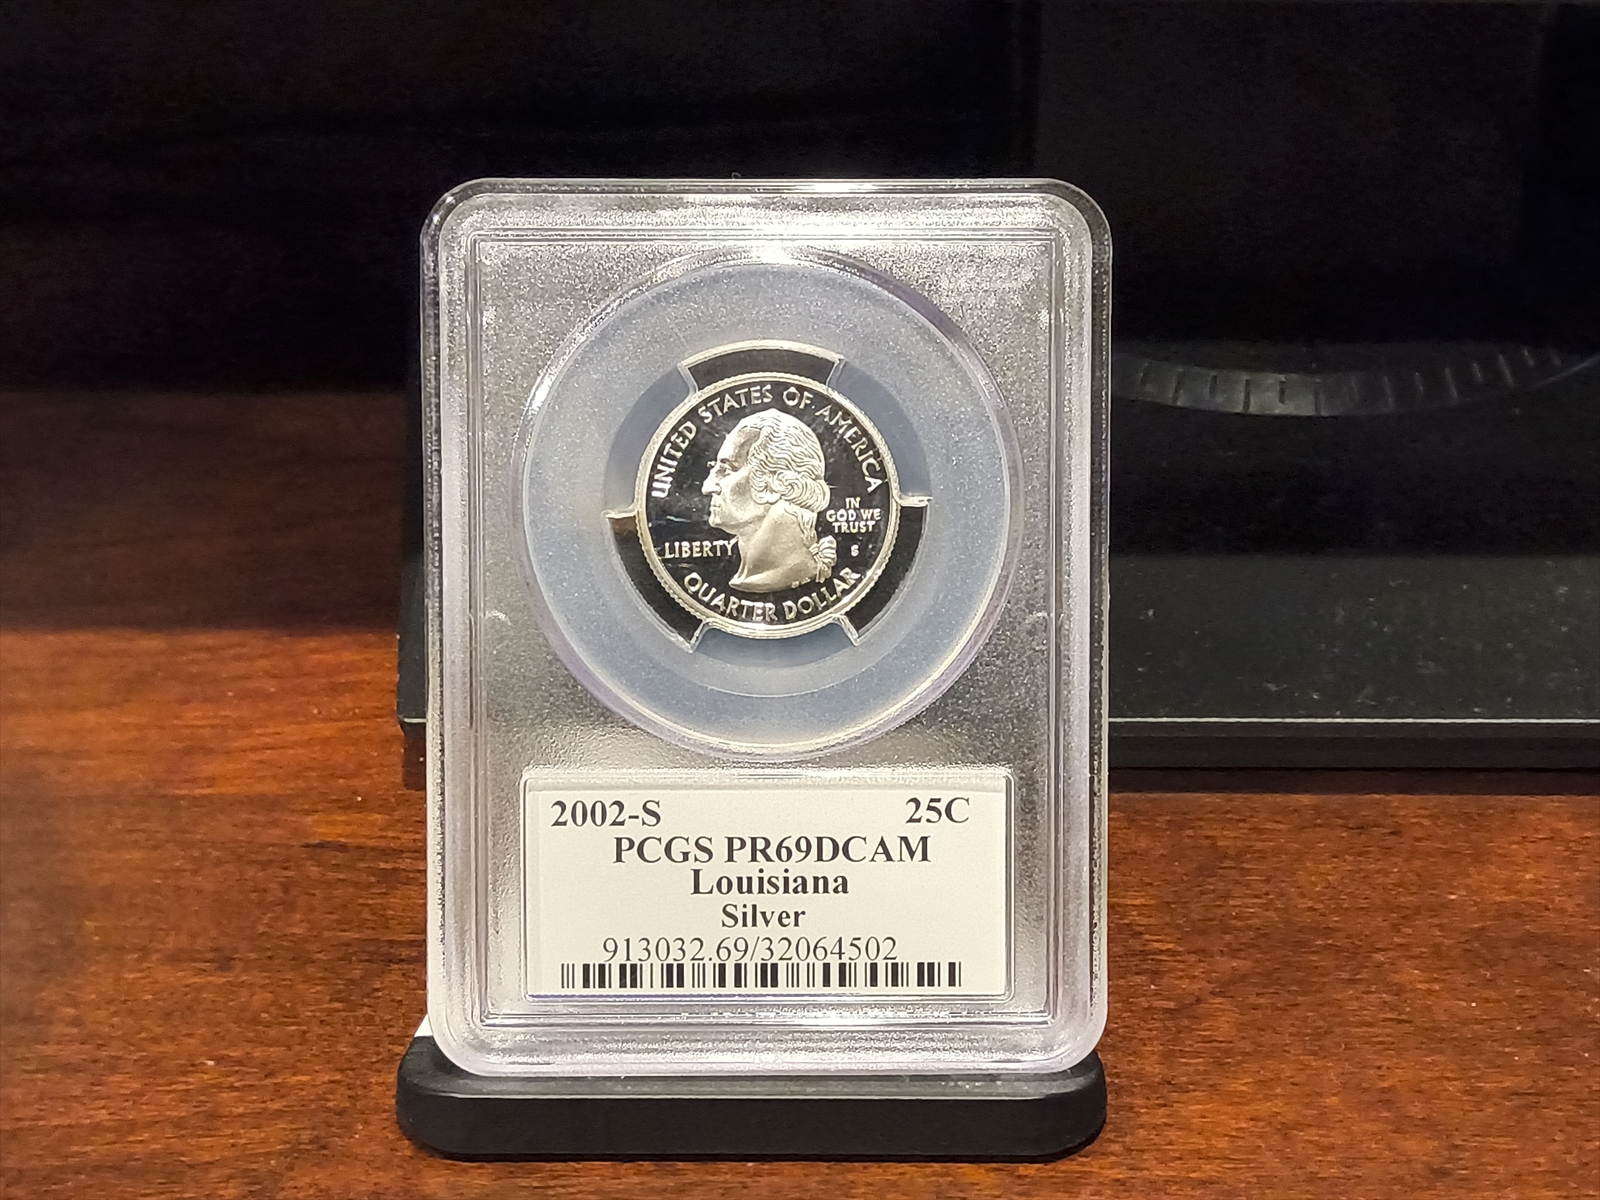 UNITED STATES OF AMERICA
IN
GOD WE
TRUST
LIBERTY
S
QUARTER DOLLAR
2002-S 25C
PCGS PR69DCAM
Louisiana
Silver
913032.69/32064502